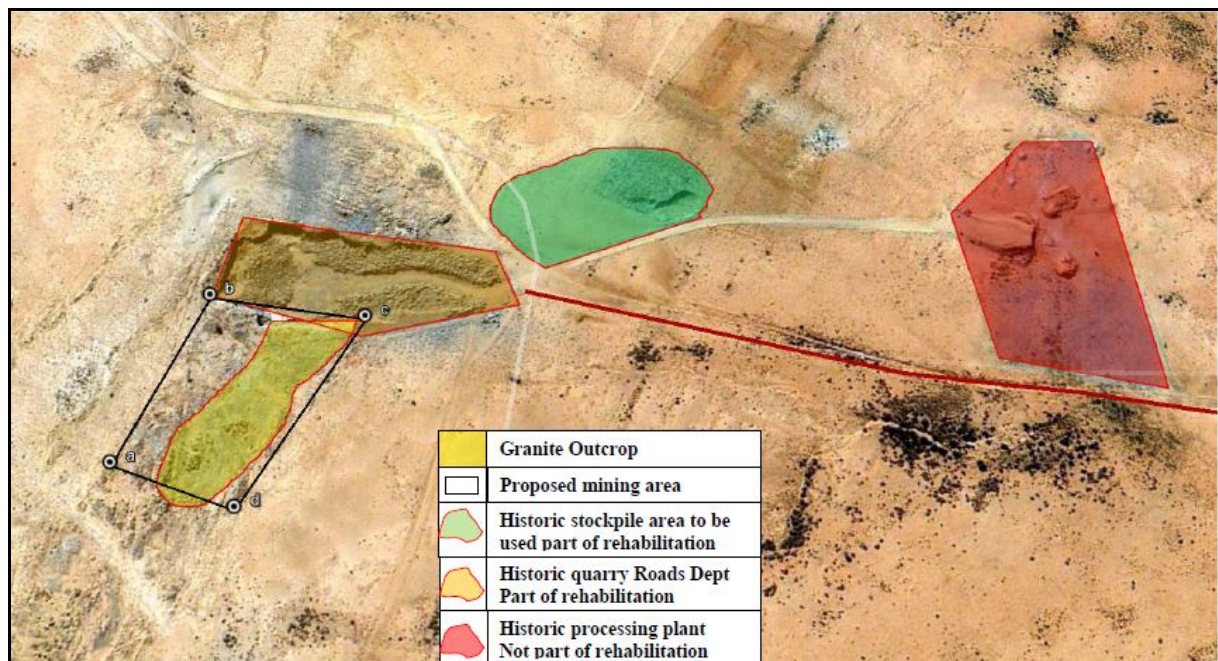 b
c
a
d
Granite Outcrop
Proposed mining area
Historic stockpile area to be
used part of rehabilitation
Historic quarry Roads Dept
Part of rehabilitation
Historic processing plant
Not part of rehabilitation